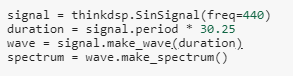 signal = thinkdsp.SinSignal(freq=440)
duration = signal.period * 30.25
wave = signal.make_wave(duration)
spectrum = wave.make_spectrum()